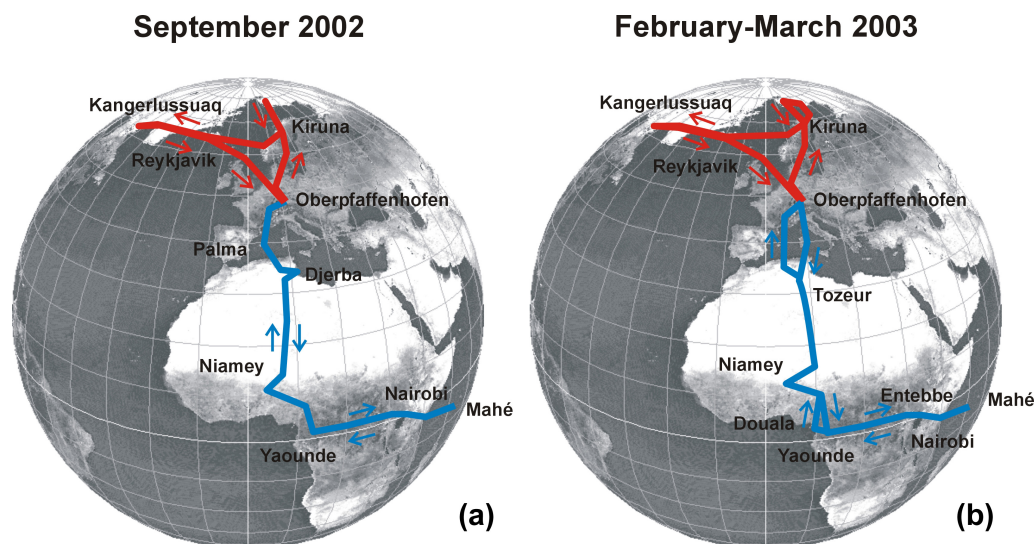 September 2002
Kangerlussuaq
Kiruna
Reykjavik
Oberpfaffenhofen
Palma
Djerba
Niamey
Nairobi
Mahé
Yaounde
(a)
February-March 2003
Kangerlussuaq
Kiruna
Reykjavik
Oberpfaffenhofen
Tozeur
Niamey
Entebbe
Mahé
Douala
Nairobi
Yaounde
(b)